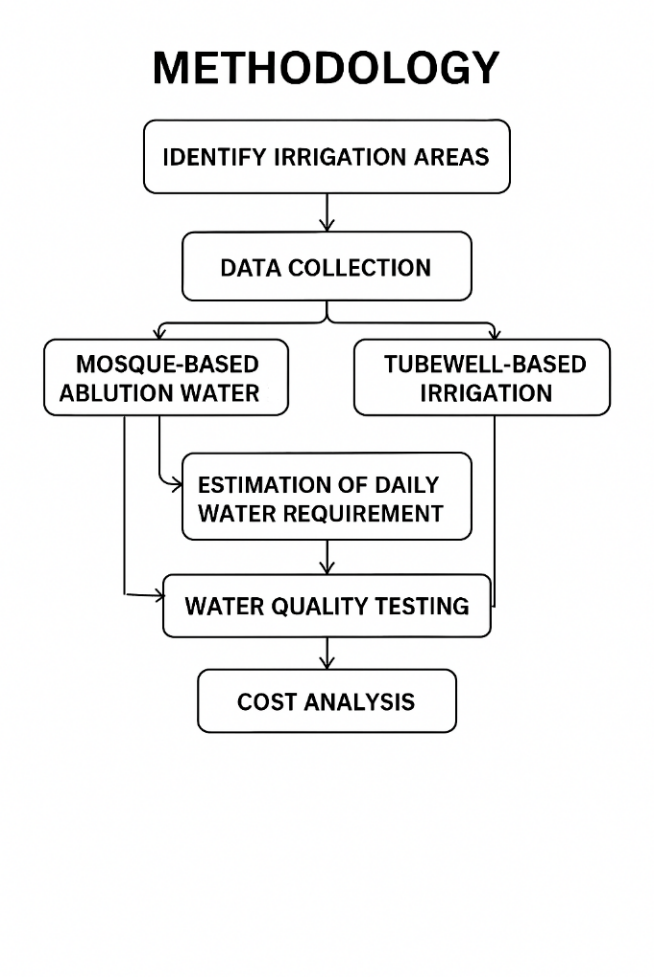 METHODOLOGY
IDENTIFY IRRIGATION AREAS
DATA COLLECTION
MOSQUE-BASED
ABLUTION WATER
TUBEWELL-BASED
IRRIGATION
ESTIMATION OF DAILY
WATER REQUIREMENT
WATER QUALITY TESTING
COST ANALYSIS